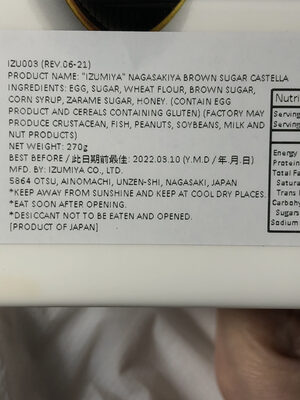 IZU003 (REV.06-21)
PRODUCT NAME: "IZUMIYA" NAGASAKIYA BROWN SUGAR CASTELLA
INGREDIENTS: EGG, SUGAR, WHEAT FLOUR, BROWN SUGAR,
CORN SYRUP, ZARAME SUGAR, HONEY. (CONTAIN EGG
PRODUCT AND CEREALS CONTAINING GLUTEN) (FACTORY MAY
PRODUCE CRUSTACEAN, FISH, PEANUTS, SOYBEANS, MILK AND
NUT PRODUCTS)
NET WEIGHT: 270g
BEST BEFORE / 此日期前最佳: 2022.03.10 (Y.M.D / 年.月.日)
MFD. BY: IZUMIYA CO., LTD.
5864 OTSU, AINOMACHI, UNZEN-SHI, NAGASAKI, JAPAN
*KEEP AWAY FROM SUNSHINE AND KEEP AT COOL DRY PLACES.
*EAT SOON AFTER OPENING.
*DESICCANT NOT TO BE EATEN AND OPENED.
[PRODUCT OF JAPAN]
Nutri
Serving
Serving
Energy
Protein
Total Fa
Satura
Trans
Carbohy
Sugars
Sodium